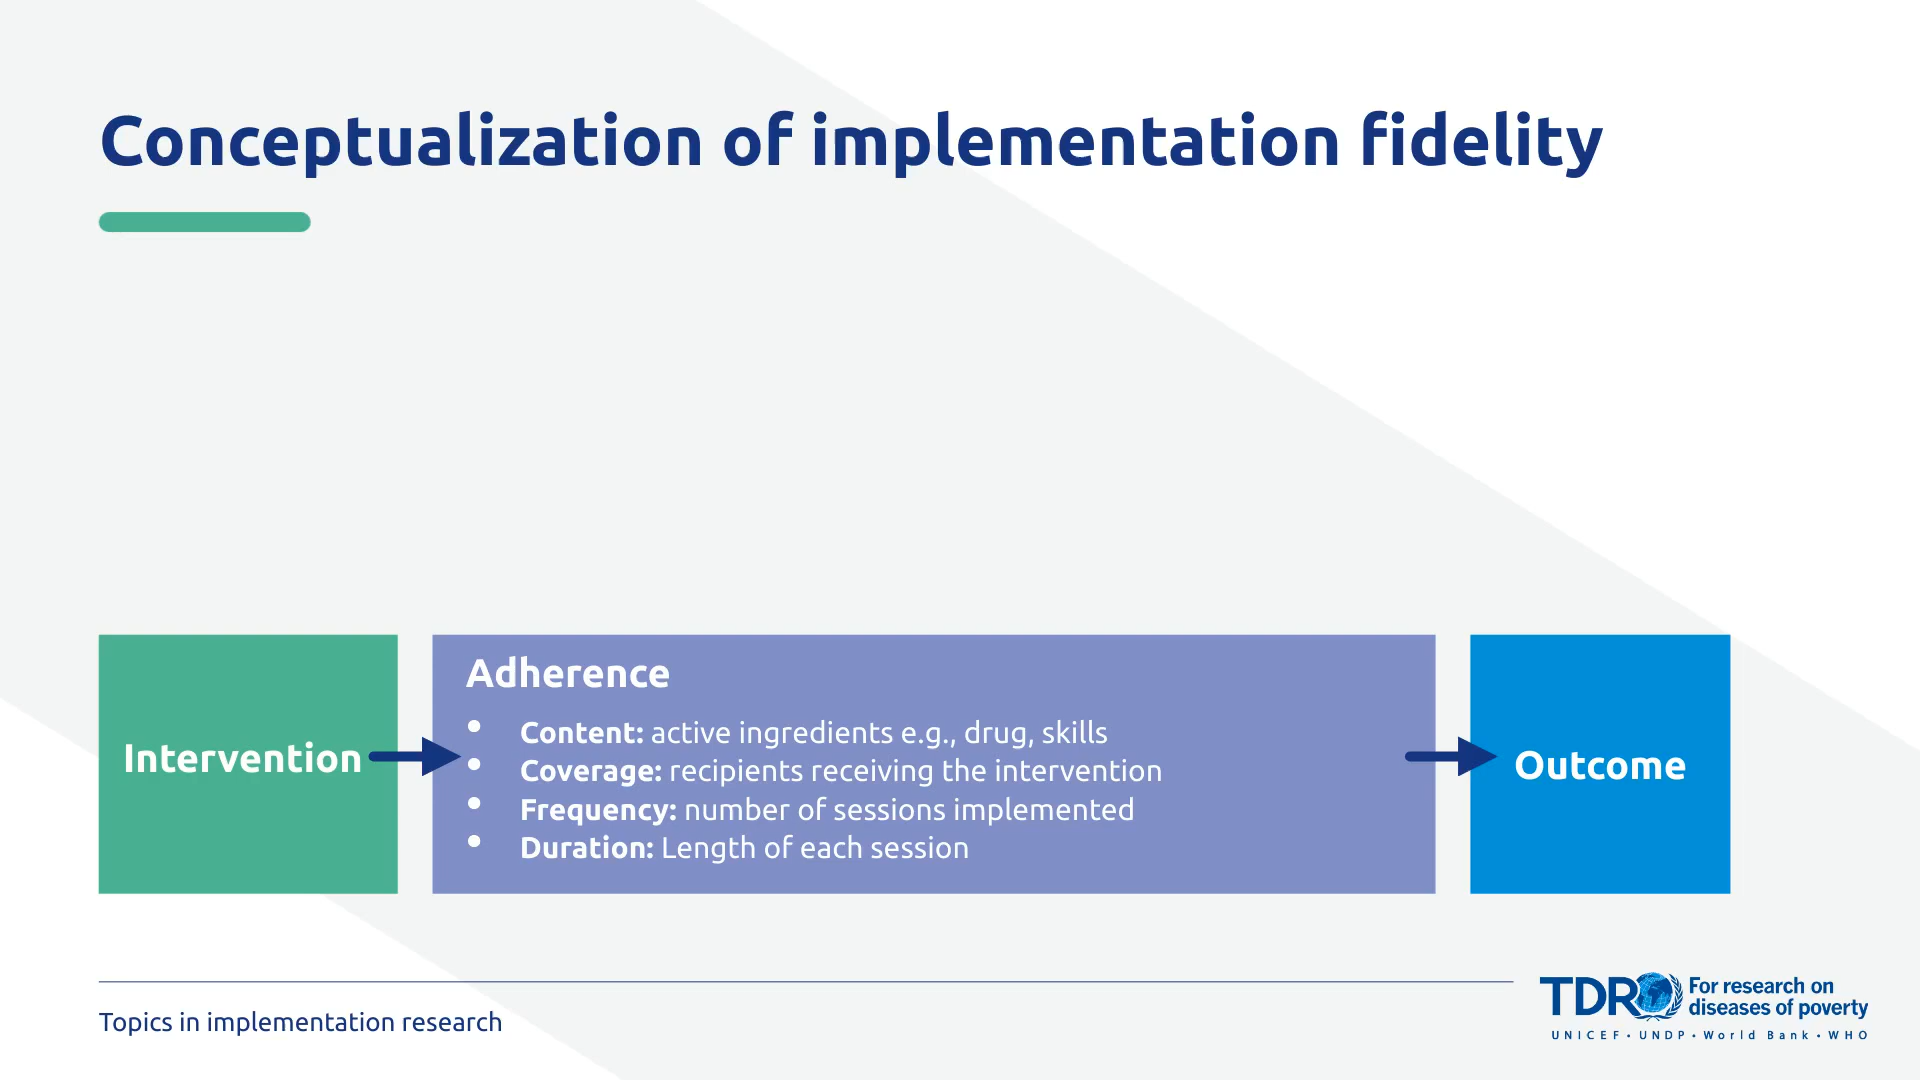 Conceptualization of implementation fidelity
Intervention
Adherence
• Content: active ingredients e.g., drug, skills
• Coverage: recipients receiving the intervention
• Frequency: number of sessions implemented
• Duration: Length of each session
Outcome
Topics in implementation research
TDR For research on
diseases of poverty
UNICEF • UNDP • World Bank • WHO